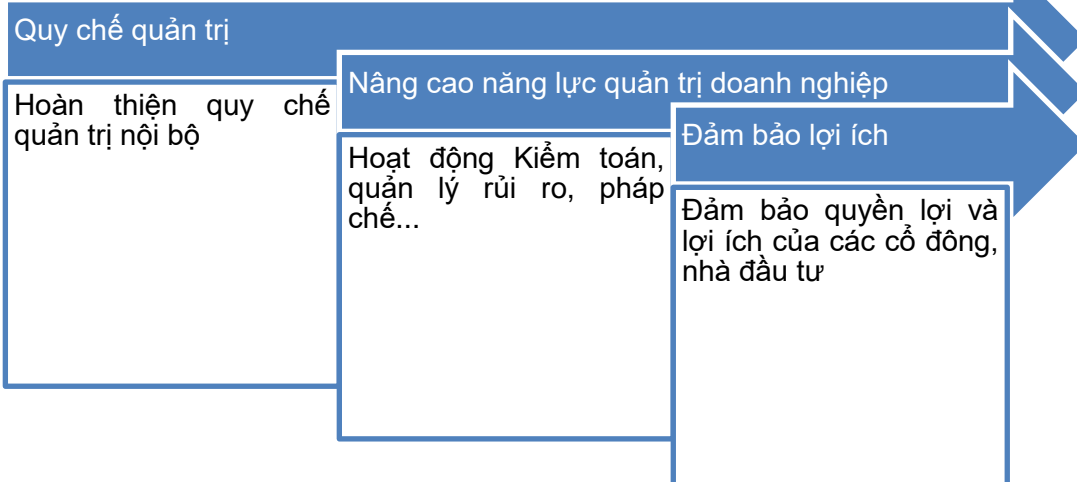 Quy chế quản trị
Hoàn thiện quy chế
quản trị nội bộ
Nâng cao năng lực quản trị doanh nghiệp
Hoạt động Kiểm toán,
quản lý rủi ro, pháp
chế...
Đảm bảo lợi ích
Đảm bảo quyền lợi và
lợi ích của các cổ đông,
nhà đầu tư